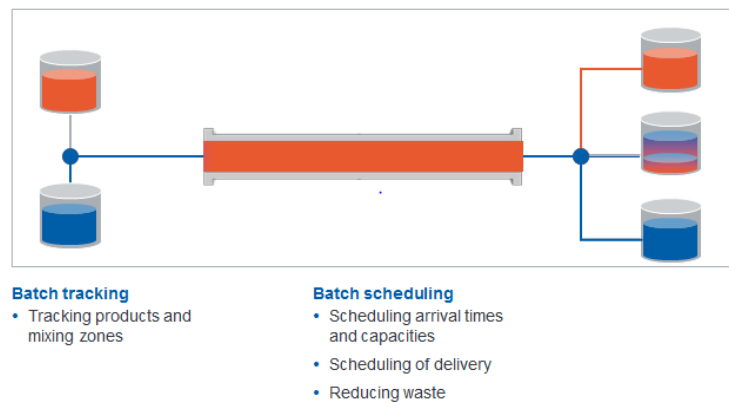 Batch tracking
• Tracking products and
mixing zones
Batch scheduling
• Scheduling arrival times
and capacities
• Scheduling of delivery
• Reducing waste